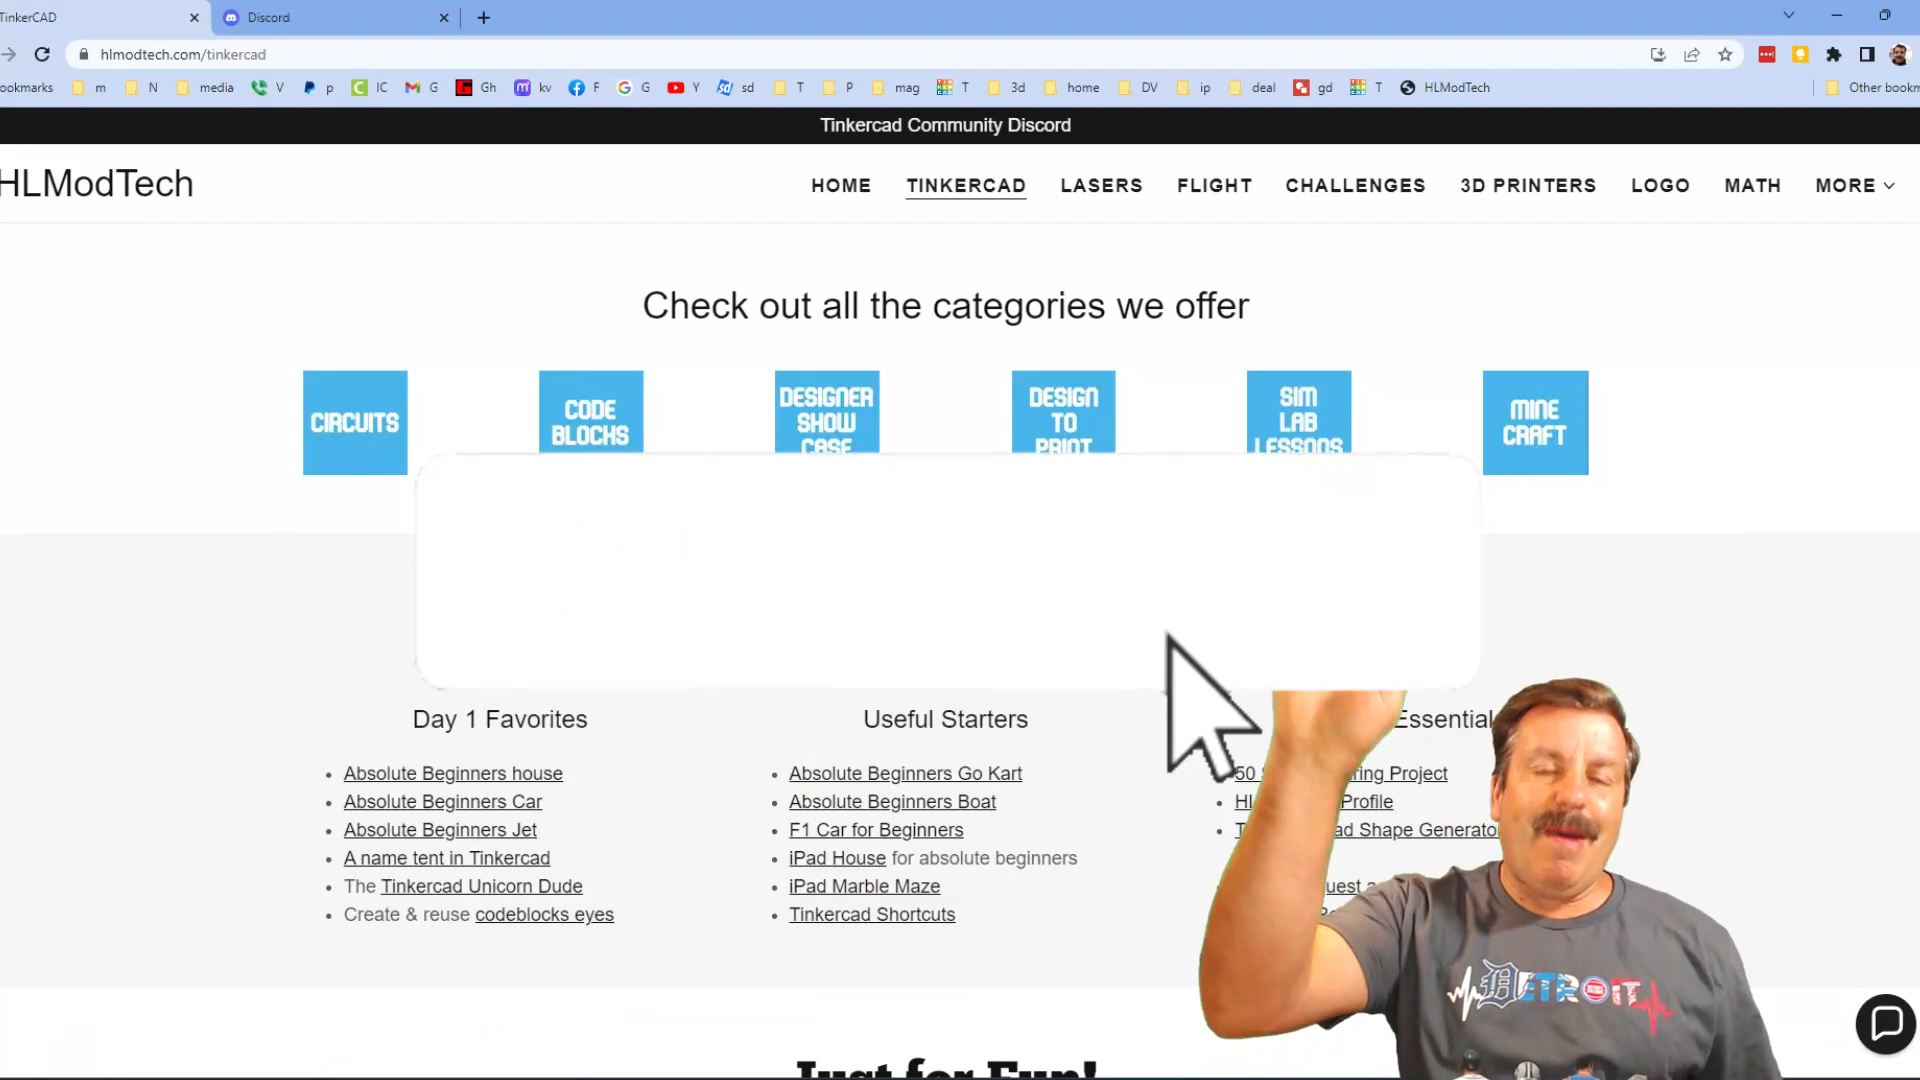 TinkerCAD
Discord
hlmodtech.com/tinkercad
ookmarks m N media V p IC G Gh kv F G Y sd T P mag T 3d home DV ip deal gd T HLModTech Other bookm
Tinkercad Community Discord
HLModTech
HOME TINKERCAD LASERS FLIGHT CHALLENGES 3D PRINTERS LOGO MATH MORE
Check out all the categories we offer
CIRCUITS
CODE
BLOCKS
DESIGNER
SHOW
CASE
DESIGN
TO
PRINT
SIM
LAB
LESSONS
MINE
CRAFT
Day 1 Favorites
Absolute Beginners house
Absolute Beginners Car
Absolute Beginners Jet
A name tent in Tinkercad
The Tinkercad Unicorn Dude
Create & reuse codeblocks eyes
Useful Starters
Absolute Beginners Go Kart
Absolute Beginners Boat
F1 Car for Beginners
iPad House for absolute beginners
iPad Marble Maze
Tinkercad Shortcuts
Essential
50 ring Project
Hl Profile
ad Shape Generato
uest a
DETROIT
Just for Fun!